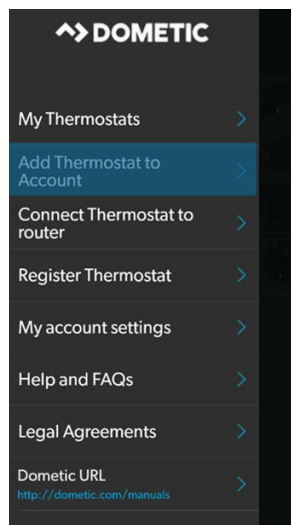 DOMETIC
My Thermostats
Add Thermostat to
Account
Connect Thermostat to
router
Register Thermostat
My account settings
Help and FAQs
Legal Agreements
Dometic URL
http://dometic.com/manuals